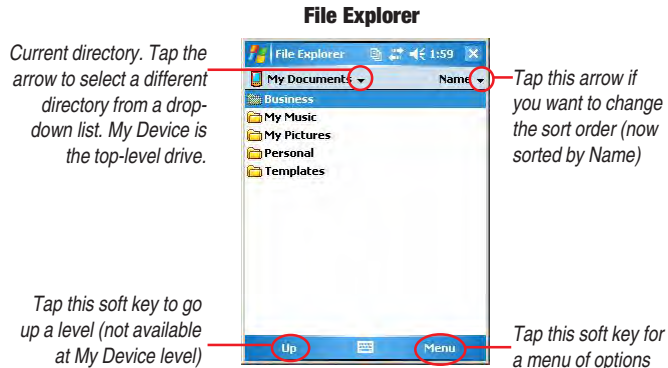 File Explorer
Current directory. Tap the
arrow to select a different
directory from a drop-
down list. My Device is
the top-level drive.
File Explorer 1:59
My Documents Name
Business
My Music
My Pictures
Personal
Templates
Tap this arrow if
you want to change
the sort order (now
sorted by Name)
Tap this soft key to go
up a level (not available
at My Device level)
Up Menu
Tap this soft key for
a menu of options